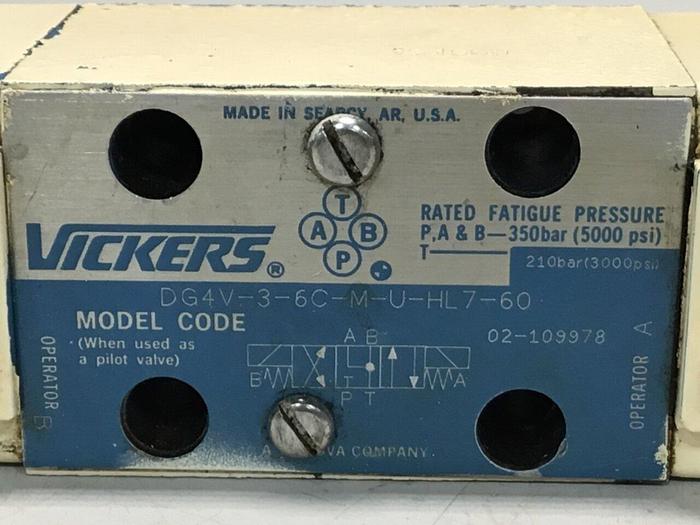 MADE IN SEARCY, AR, U.S.A.
VICKERS®
T
A B
P
RATED FATIGUE PRESSURE
P,A & B—350bar (5000 psi)
T— 210bar(3000psi)
DG4V-3-6C-M-U-HL7-60
MODEL CODE
(When used as
a pilot valve)
02-109978
OPERATOR B
OPERATOR A
A B
B T A
P T
A COMPANY.